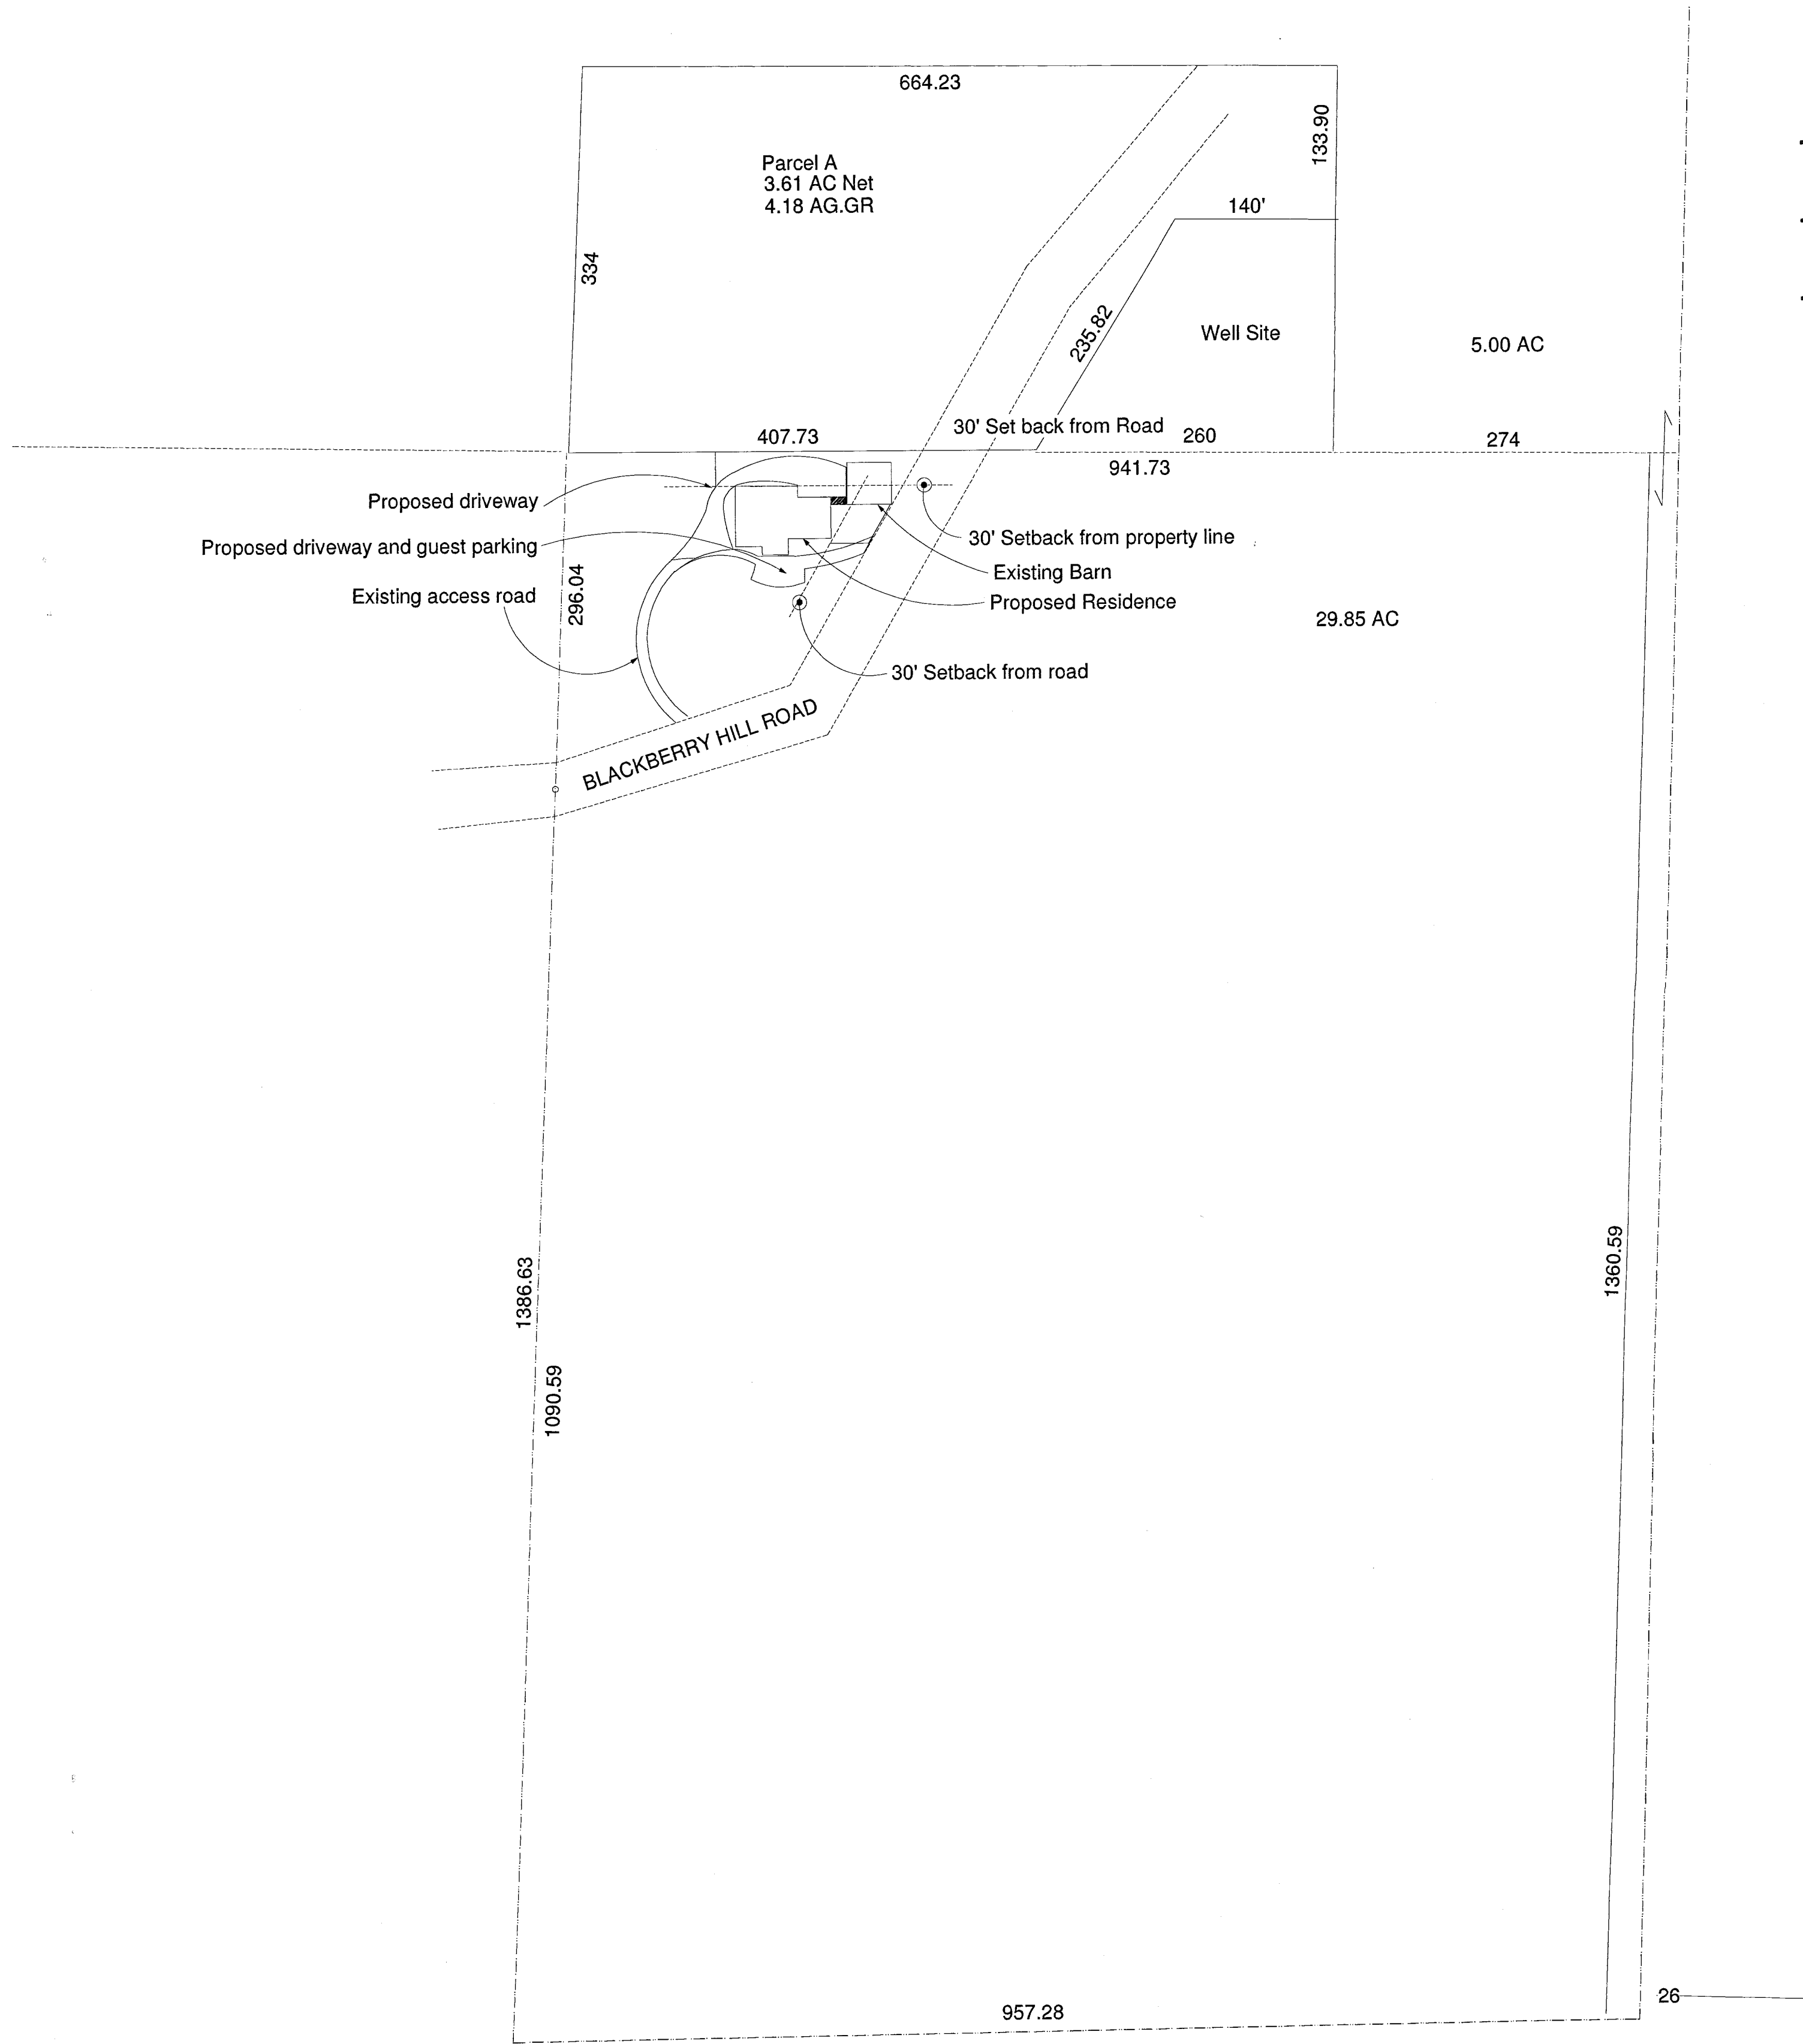 664.23
133.90
Parcel A
3.61 AC Net
4.18 AG.GR
140'
334
235.82
Well Site
5.00 AC
30' Set back from Road
407.73
260
274
941.73
Proposed driveway
30' Setback from property line
Proposed driveway and guest parking
Existing Barn
Existing access road
296.04
Proposed Residence
29.85 AC
30' Setback from road
BLACKBERRY HILL ROAD
1386.63
1360.59
1090.59
26
957.28